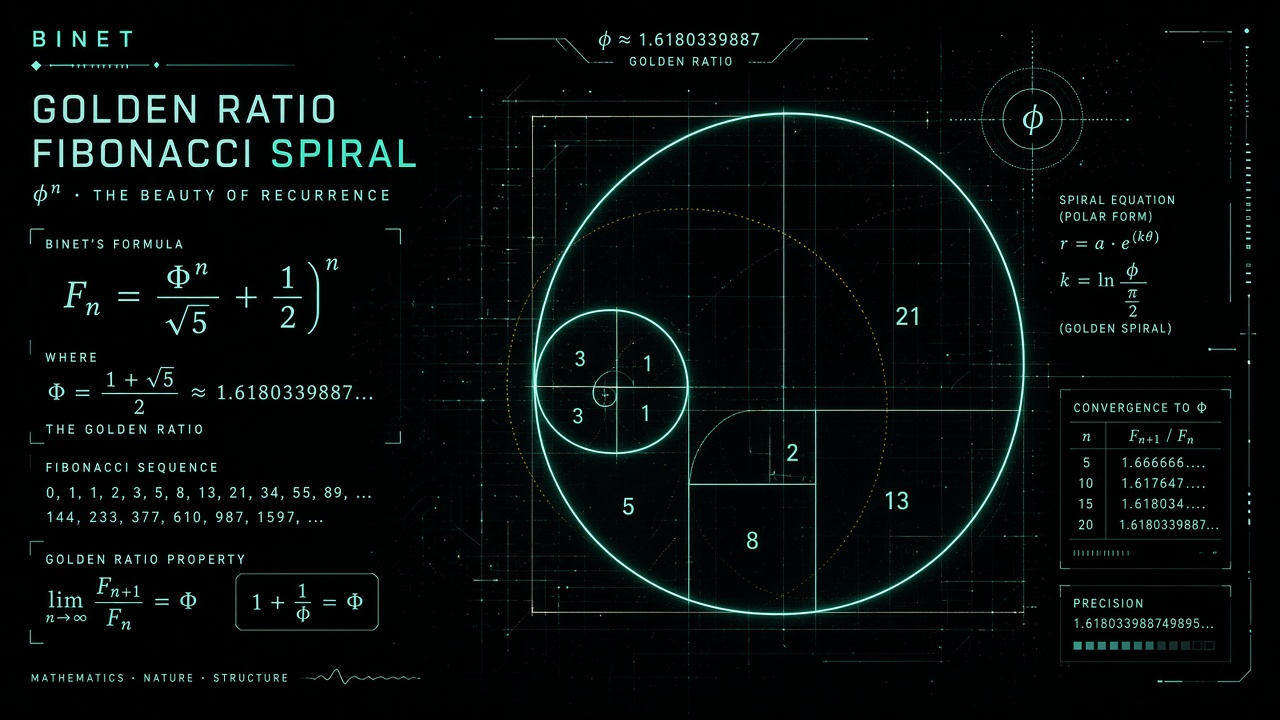 BINET
GOLDEN RATIO
FIBONACCI SPIRAL
ϕⁿ · THE BEAUTY OF RECURRENCE
BINET'S FORMULA
Fₙ = Φⁿ/√5 + 1/2)ⁿ
WHERE
Φ = (1 + √5)/2 ≈ 1.6180339887...
THE GOLDEN RATIO
FIBONACCI SEQUENCE
0, 1, 1, 2, 3, 5, 8, 13, 21, 34, 55, 89, ...
144, 233, 377, 610, 987, 1597, ...
GOLDEN RATIO PROPERTY
lim n→∞ Fₙ₊₁/Fₙ = Φ
1 + 1/Φ = Φ
MATHEMATICS · NATURE · STRUCTURE
ϕ ≈ 1.6180339887
GOLDEN RATIO
21
3 1
3 1
2
5
8
13
ϕ
SPIRAL EQUATION
(POLAR FORM)
r = a · e^(kθ)
k = ln ϕ/(π/2)
(GOLDEN SPIRAL)
CONVERGENCE TO Φ
n Fₙ₊₁ / Fₙ
5 1.666666....
10 1.617647....
15 1.618034....
20 1.6180339887...
PRECISION
1.618033988749895...